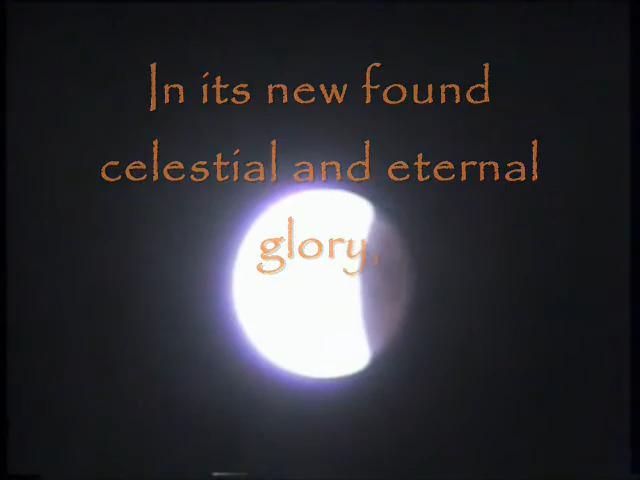 In its new found
celestial and eternal
glory,